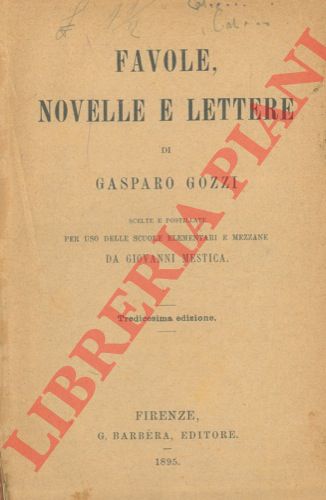 FAVOLE,
NOVELLE E LETTERE
DI
GASPARO GOZZI
SCELTE E POSTILLATE
PER USO DELLE SCUOLE ELEMENTARI E MEZZANE
DA GIOVANNI MESTICA.
Tredicesima edizione.
FIRENZE,
G. BARBÈRA, EDITORE.
1895.
LIBRERIA PIANI